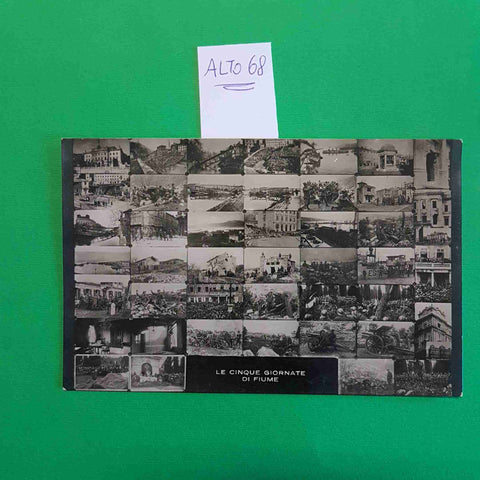 ALTO 68
LE CINQUE GIORNATE
DI FIUME